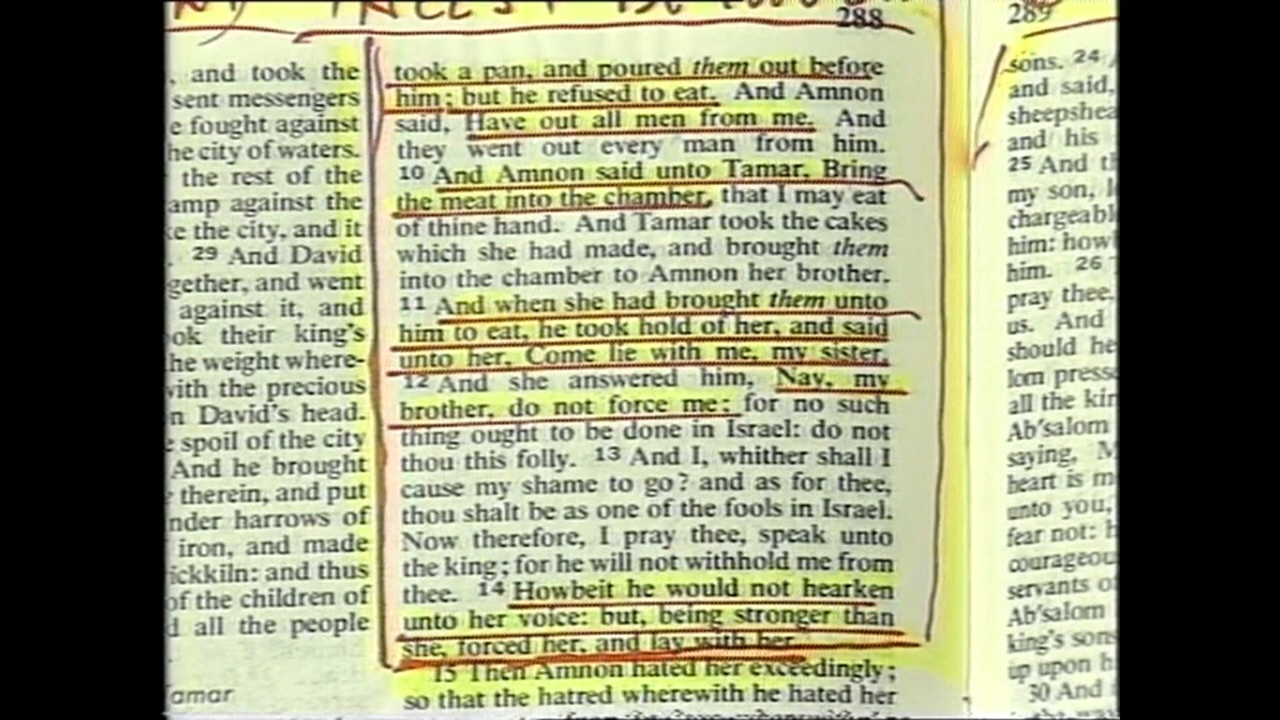 INCEST
288
289
, and took the
sent messengers
e fought against
he city of waters.
the rest of the
amp against the
e the city, and it
29 And David
gether, and went
against it, and
ok their king's
he weight where-
with the precious
n David's head.
e spoil of the city
And he brought
therein, and put
nder harrows of
iron, and made
ickkiln: and thus
of the children of
d all the people
amar
took a pan, and poured them out before
him; but he refused to eat. And Amnon
said, Have out all men from me. And
they went out every man from him.
10 And Amnon said unto Tamar, Bring
the meat into the chamber, that I may eat
of thine hand. And Tamar took the cakes
which she had made, and brought them
into the chamber to Amnon her brother.
11 And when she had brought them unto
him to eat, he took hold of her, and said
unto her, Come lie with me, my sister.
12 And she answered him, Nay, my
brother, do not force me; for no such
thing ought to be done in Israel: do not
thou this folly. 13 And I, whither shall I
cause my shame to go? and as for thee,
thou shalt be as one of the fools in Israel.
Now therefore, I pray thee, speak unto
the king; for he will not withhold me from
thee. 14 Howbeit he would not hearken
unto her voice: but, being stronger than
she, forced her, and lay with her.
15 Then Amnon hated her exceedingly;
so that the hatred wherewith he hated her
sons. 24
and said,
sheepshea
and his
25 And th
my son, l
chargeabl
him: how
him. 26
pray thee,
us. And
should he
lom press
all the kin
Ab'salom
saying, M
heart is m
unto you,
fear not: h
courageou
servants o
Ab'salom
king's sons
up upon h
30 And